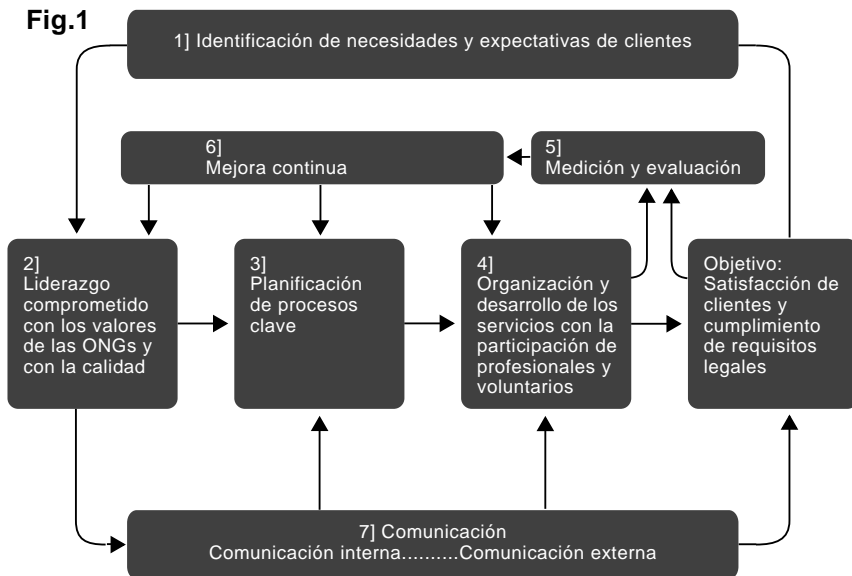 Fig.1
1] Identificación de necesidades y expectativas de clientes
6]
Mejora continua
5]
Medición y evaluación
2]
Liderazgo
comprometido
con los valores
de las ONGs y
con la calidad
3]
Planificación
de procesos
clave
4]
Organización y
desarrollo de los
servicios con la
participación de
profesionales y
voluntarios
Objetivo:
Satisfacción de
clientes y
cumplimiento
de requisitos
legales
7] Comunicación
Comunicación interna..........Comunicación externa